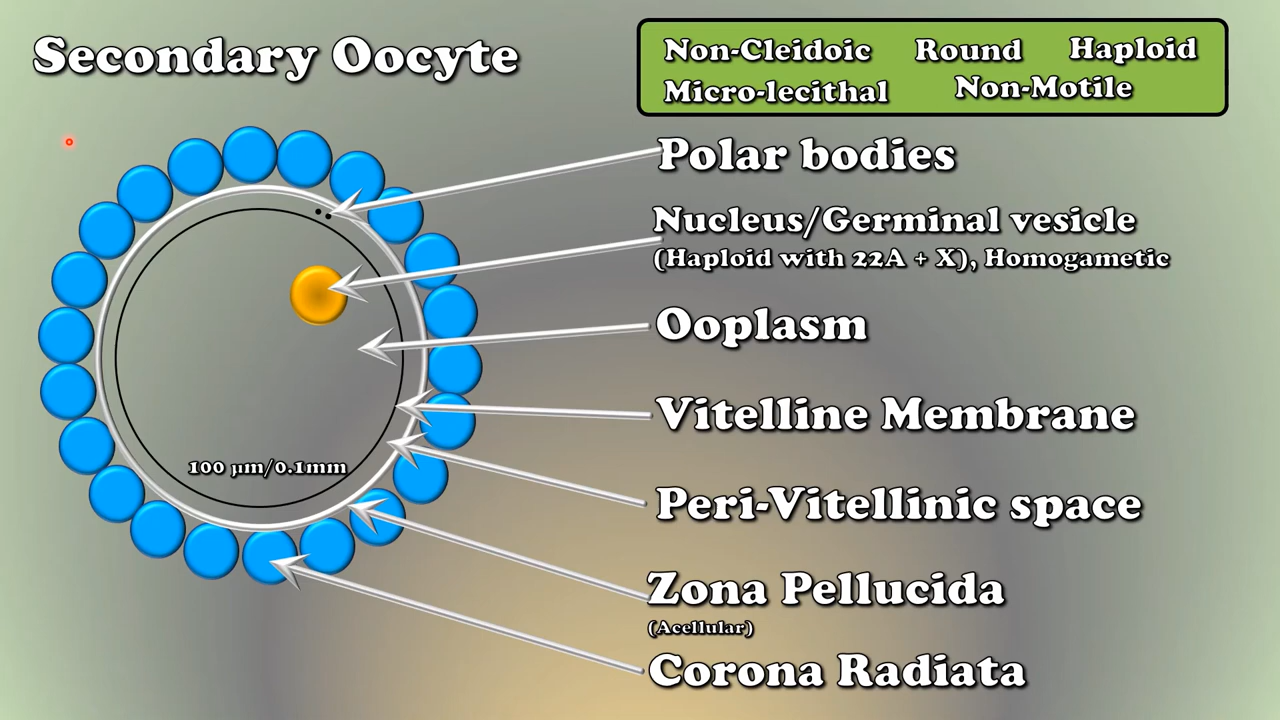 Secondary Oocyte
Non-Cleidoic Round Haploid
Micro-lecithal Non-Motile
Polar bodies
Nucleus/Germinal vesicle
(Haploid with 22A + X), Homogametic
Ooplasm
Vitelline Membrane
100 µm/0.1mm
Peri-Vitellinic space
Zona Pellucida
(Acellular)
Corona Radiata